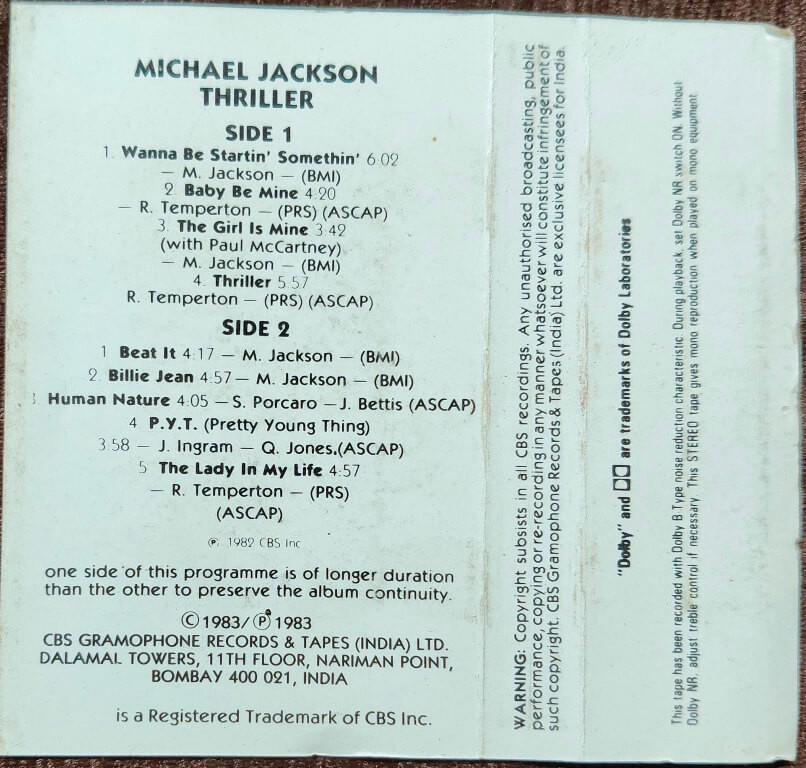 MICHAEL JACKSON
THRILLER
SIDE 1
1. Wanna Be Startin' Somethin' 6:02
— M. Jackson — (BMI)
2. Baby Be Mine 4:20
— R. Temperton — (PRS) (ASCAP)
3. The Girl Is Mine 3:42
(with Paul McCartney)
— M. Jackson — (BMI)
4. Thriller 5:57
R. Temperton — (PRS) (ASCAP)
SIDE 2
1 Beat It 4:17 — M. Jackson — (BMI)
2. Billie Jean 4:57 — M. Jackson — (BMI)
3 Human Nature 4:05 — S. Porcaro — J. Bettis (ASCAP)
4. P.Y.T. (Pretty Young Thing)
3:58 — J. Ingram — Q. Jones.(ASCAP)
5. The Lady In My Life 4:57
— R. Temperton — (PRS)
(ASCAP)
℗ 1982 CBS Inc
one side of this programme is of longer duration
than the other to preserve the album continuity.
©1983/℗1983
CBS GRAMOPHONE RECORDS & TAPES (INDIA) LTD.
DALAMAL TOWERS, 11TH FLOOR, NARIMAN POINT,
BOMBAY 400 021, INDIA
is a Registered Trademark of CBS Inc.
WARNING: Copyright subsists in all CBS recordings. Any unauthorised broadcasting, public
performance, copying or re-recording in any manner whatsoever will constitute infringement of
such copyright. CBS Gramophone Records & Tapes (India) Ltd. are exclusive licensees for India.
"Dolby" and are trademarks of Dolby Laboratories
This tape has been recorded with Dolby B Type noise reduction characteristic. During playback, set Dolby NR switch ON. Without
Dolby NR, adjust treble control if necessary. This STEREO tape gives mono reproduction when played on mono equipment.